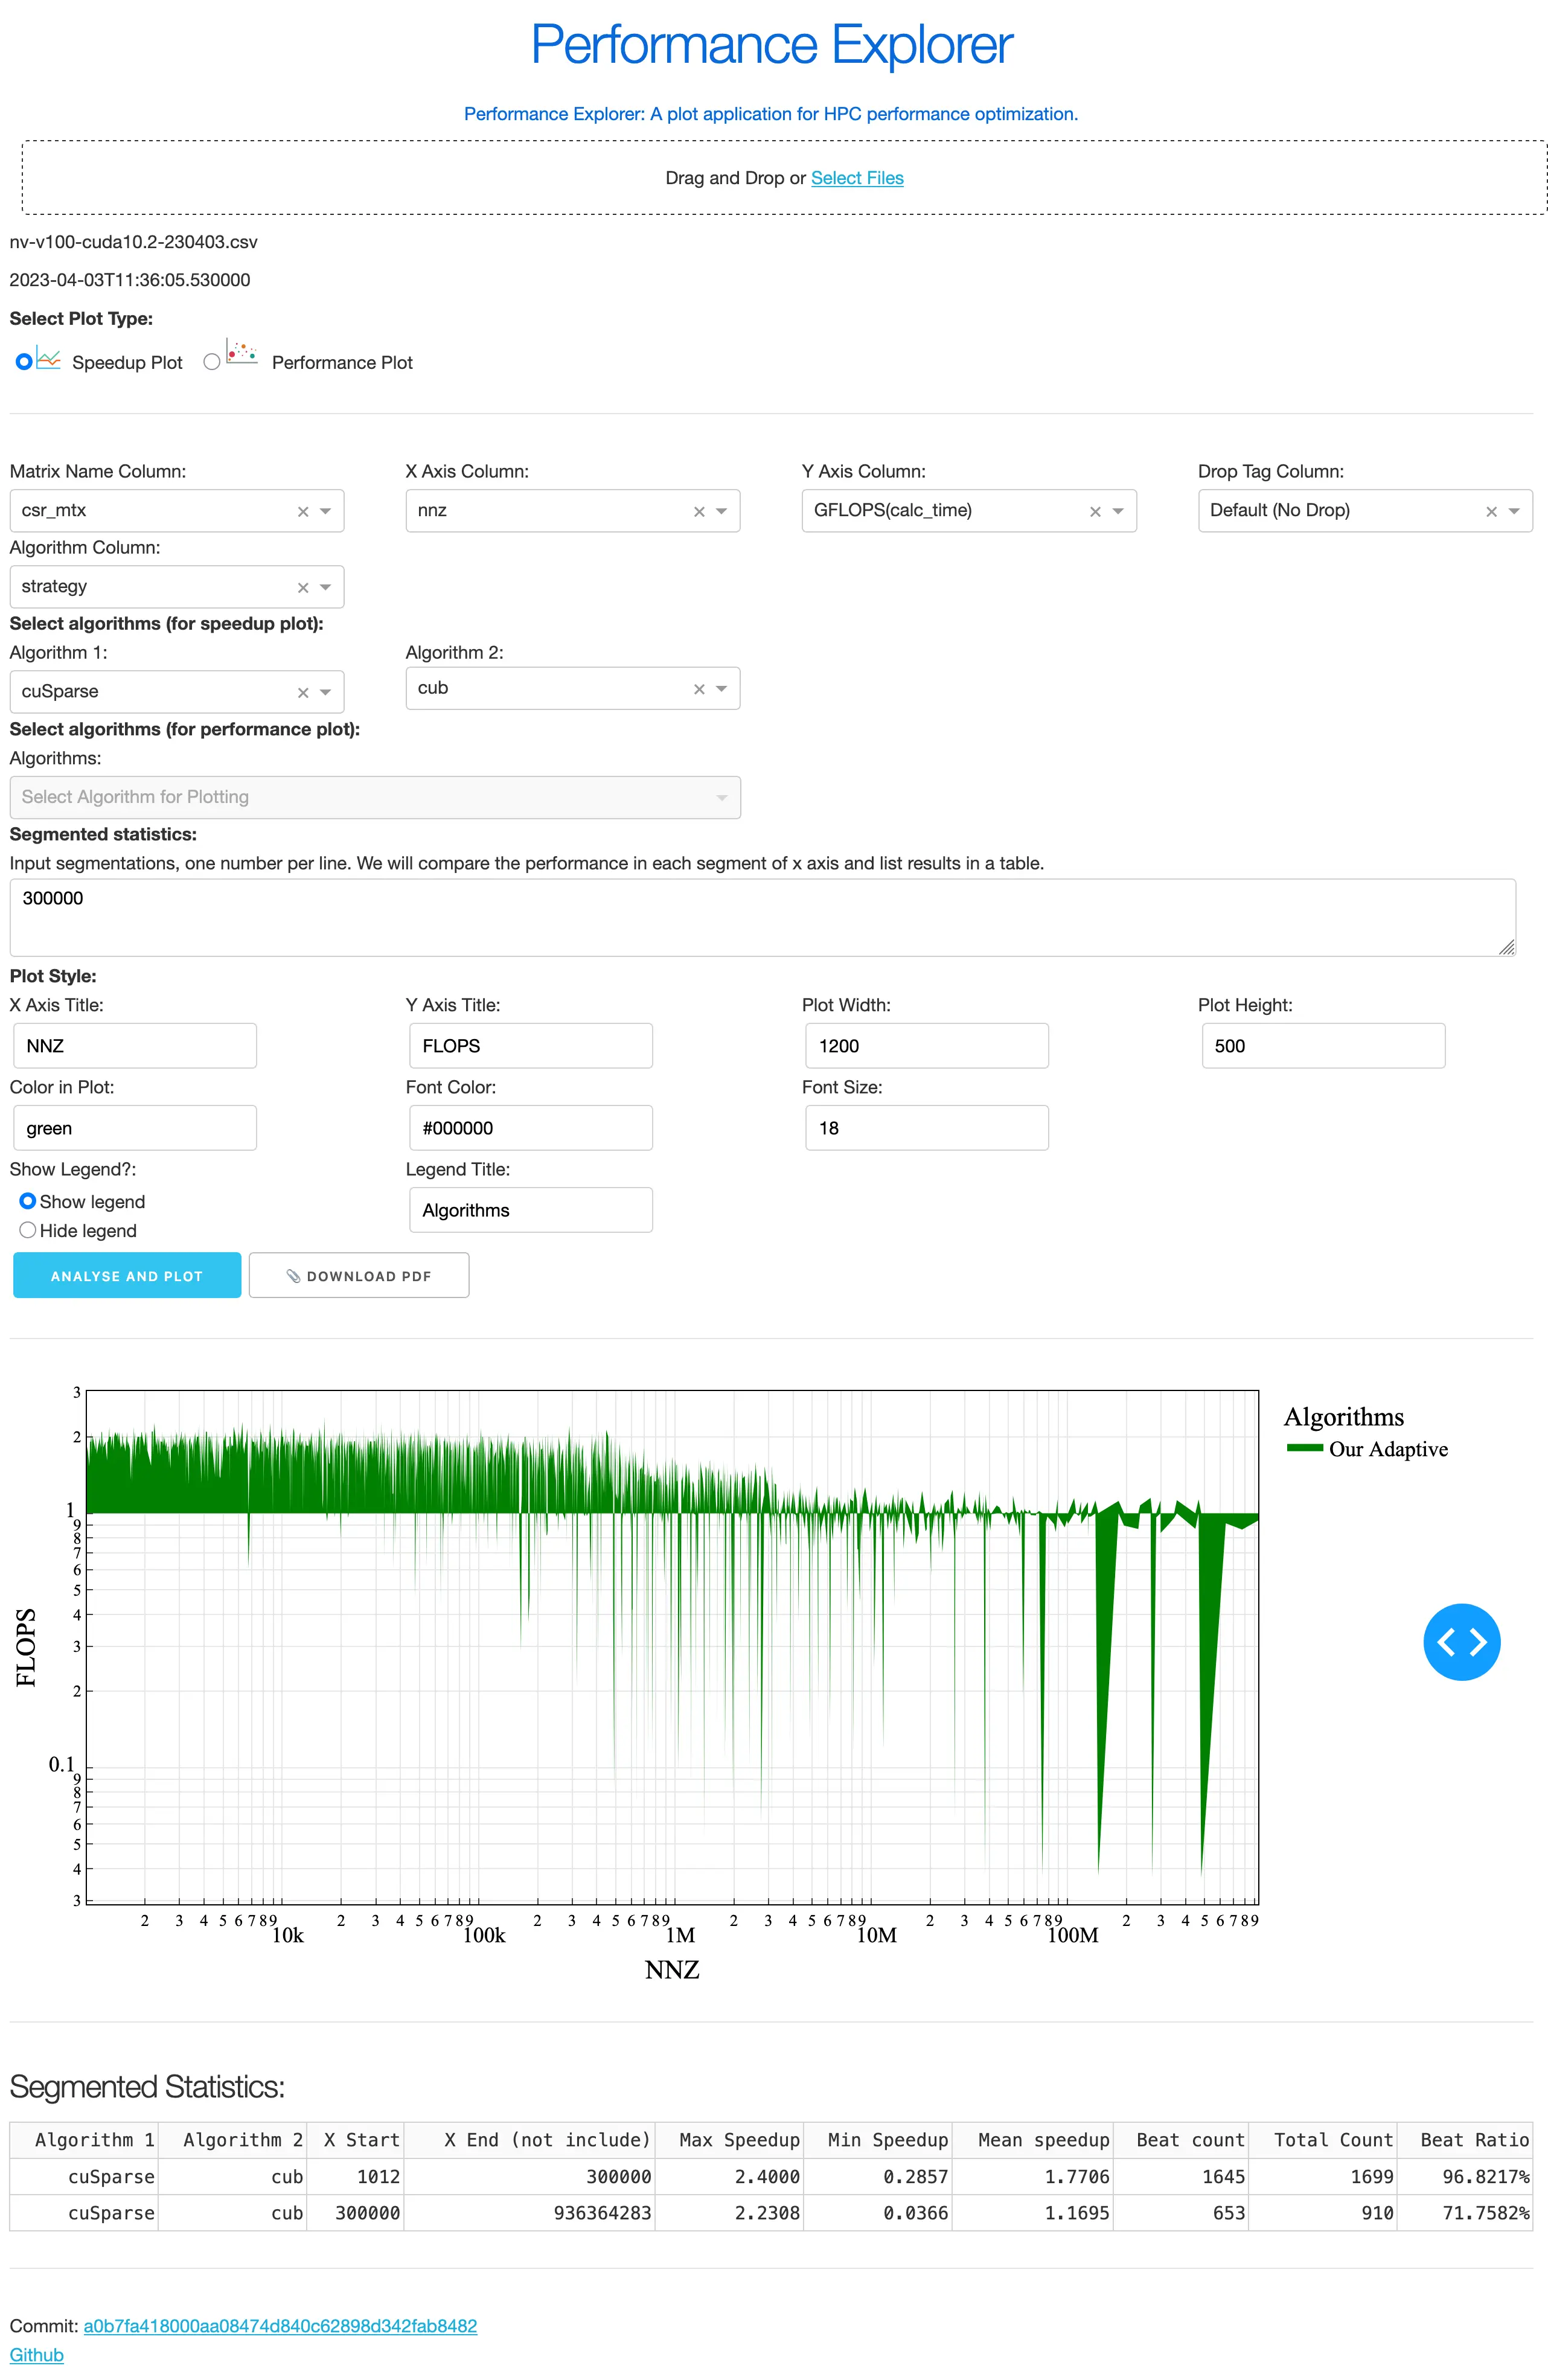 Performance Explorer
Performance Explorer: A plot application for HPC performance optimization.
Drag and Drop or Select Files
nv-v100-cuda10.2-230403.csv
2023-04-03T11:36:05.530000
Select Plot Type:
Speedup Plot Performance Plot
Matrix Name Column: X Axis Column: Y Axis Column: Drop Tag Column:
csr_mtx × nnz × GFLOPS(calc_time) × Default (No Drop) ×
Algorithm Column:
strategy ×
Select algorithms (for speedup plot):
Algorithm 1: Algorithm 2:
cuSparse × cub ×
Select algorithms (for performance plot):
Algorithms:
Select Algorithm for Plotting
Segmented statistics:
Input segmentations, one number per line. We will compare the performance in each segment of x axis and list results in a table.
300000
Plot Style:
X Axis Title: Y Axis Title: Plot Width: Plot Height:
NNZ FLOPS 1200 500
Color in Plot: Font Color: Font Size:
green #000000 18
Show Legend?: Legend Title:
Show legend
Algorithms
Hide legend
ANALYSE AND PLOT DOWNLOAD PDF
3
2
1
9
8
7
6
5
4
3
2
0.1
9
8
7
6
5
4
3
FLOPS
Algorithms
Our Adaptive
2 3 4 5 6 7 8 9 2 3 4 5 6 7 8 9 2 3 4 5 6 7 8 9 2 3 4 5 6 7 8 9 2 3 4 5 6 7 8 9 2 3 4 5 6 7 8 9
10k 100k 1M 10M 100M
NNZ
Segmented Statistics:
Algorithm 1 Algorithm 2 X Start X End (not include) Max Speedup Min Speedup Mean speedup Beat count Total Count Beat Ratio
cuSparse cub 1012 300000 2.4000 0.2857 1.7706 1645 1699 96.8217%
cuSparse cub 300000 936364283 2.2308 0.0366 1.1695 653 910 71.7582%
Commit: a0b7fa418000aa08474d840c62898d342fab8482
Github